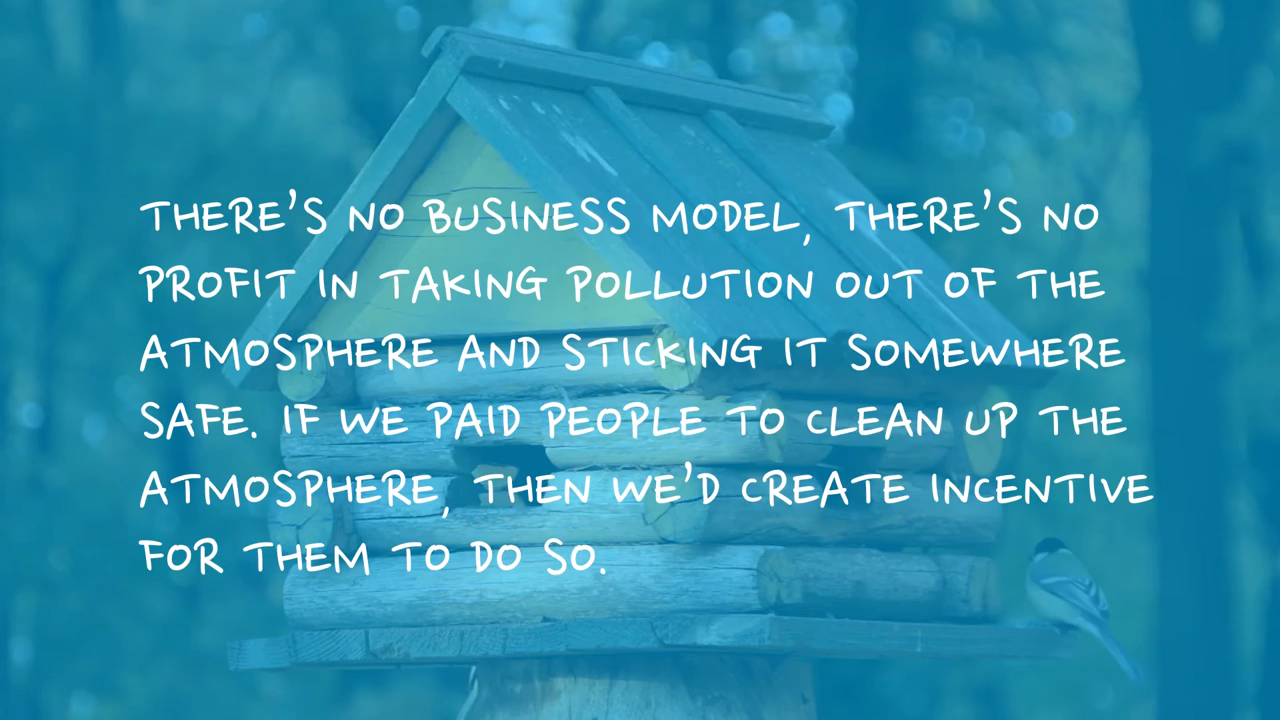 THERE'S NO BUSINESS MODEL, THERE'S NO
PROFIT IN TAKING POLLUTION OUT OF THE
ATMOSPHERE AND STICKING IT SOMEWHERE
SAFE. IF WE PAID PEOPLE TO CLEAN UP THE
ATMOSPHERE, THEN WE'D CREATE INCENTIVE
FOR THEM TO DO SO.